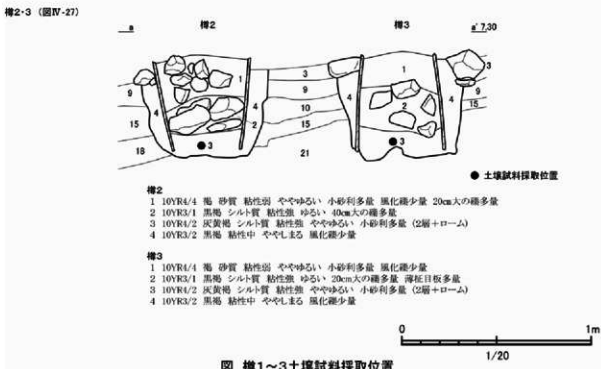 樽2・3 (図Ⅳ-27)
樽2
樽3
a
a' 7.30
1
3
9
4
2
15
18
3
4
3
9
10
15
21
4
1
2
3
4
3
9
15
● 土壌試料採取位置
樽2
1 10YR4/4 褐 砂質 粘性弱 ややゆるい 小砂利多量 風化礫少量 20cm大の礫多量
2 10YR3/1 黒褐 シルト質 粘性強 ゆるい 40cm大の礫多量
3 10YR4/2 灰黄褐 シルト質 粘性強 ややゆるい 小砂利多量 (2層+ローム)
4 10YR3/2 黒褐 粘性中 ややしまる 風化礫少量
樽3
1 10YR4/4 褐 砂質 粘性弱 ややゆるい 小砂利多量 風化礫少量
2 10YR3/1 黒褐 シルト質 粘性強 ゆるい 20cm大の礫多量 薄柾目板多量
3 10YR4/2 灰黄褐 シルト質 粘性強 ややゆるい 小砂利多量 (2層+ローム)
4 10YR3/2 黒褐 粘性中 ややしまる 風化礫少量
0
1m
1/20
図 樽1～3土壌試料採取位置